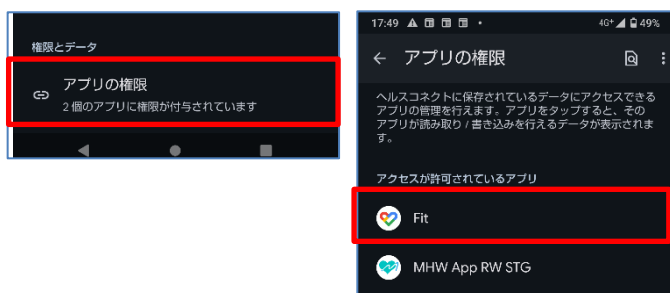 権限とデータ
アプリの権限
2 個のアプリに権限が付与されています
17:49
4G+
49%
アプリの権限
ヘルスコネクトに保存されているデータにアクセスできる
アプリの管理を行えます。アプリをタップすると、その
アプリが読み取り / 書き込みを行えるデータが表示されま
す。
アクセスが許可されているアプリ
Fit
MHW App RW STG